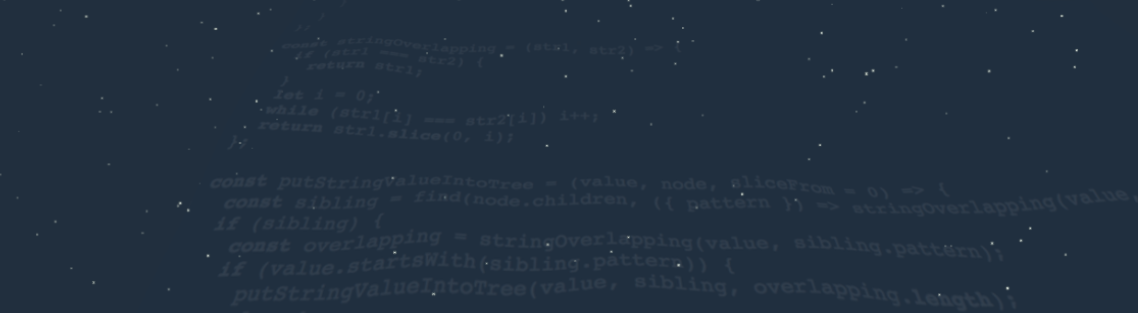 }
};
const stringOverlapping = (str1, str2) => {
if (str1 === str2) {
return str1;
}
let i = 0;
while (str1[i] === str2[i]) i++;
return str1.slice(0, i);
};
const putStringValueIntoTree = (value, node, sliceFrom = 0) => {
const sibling = find(node.children, ({ pattern }) => stringOverlapping(value,
if (sibling) {
const overlapping = stringOverlapping(value, sibling.pattern);
if (value.startsWith(sibling.pattern)) {
putStringValueIntoTree(value, sibling, overlapping.length);